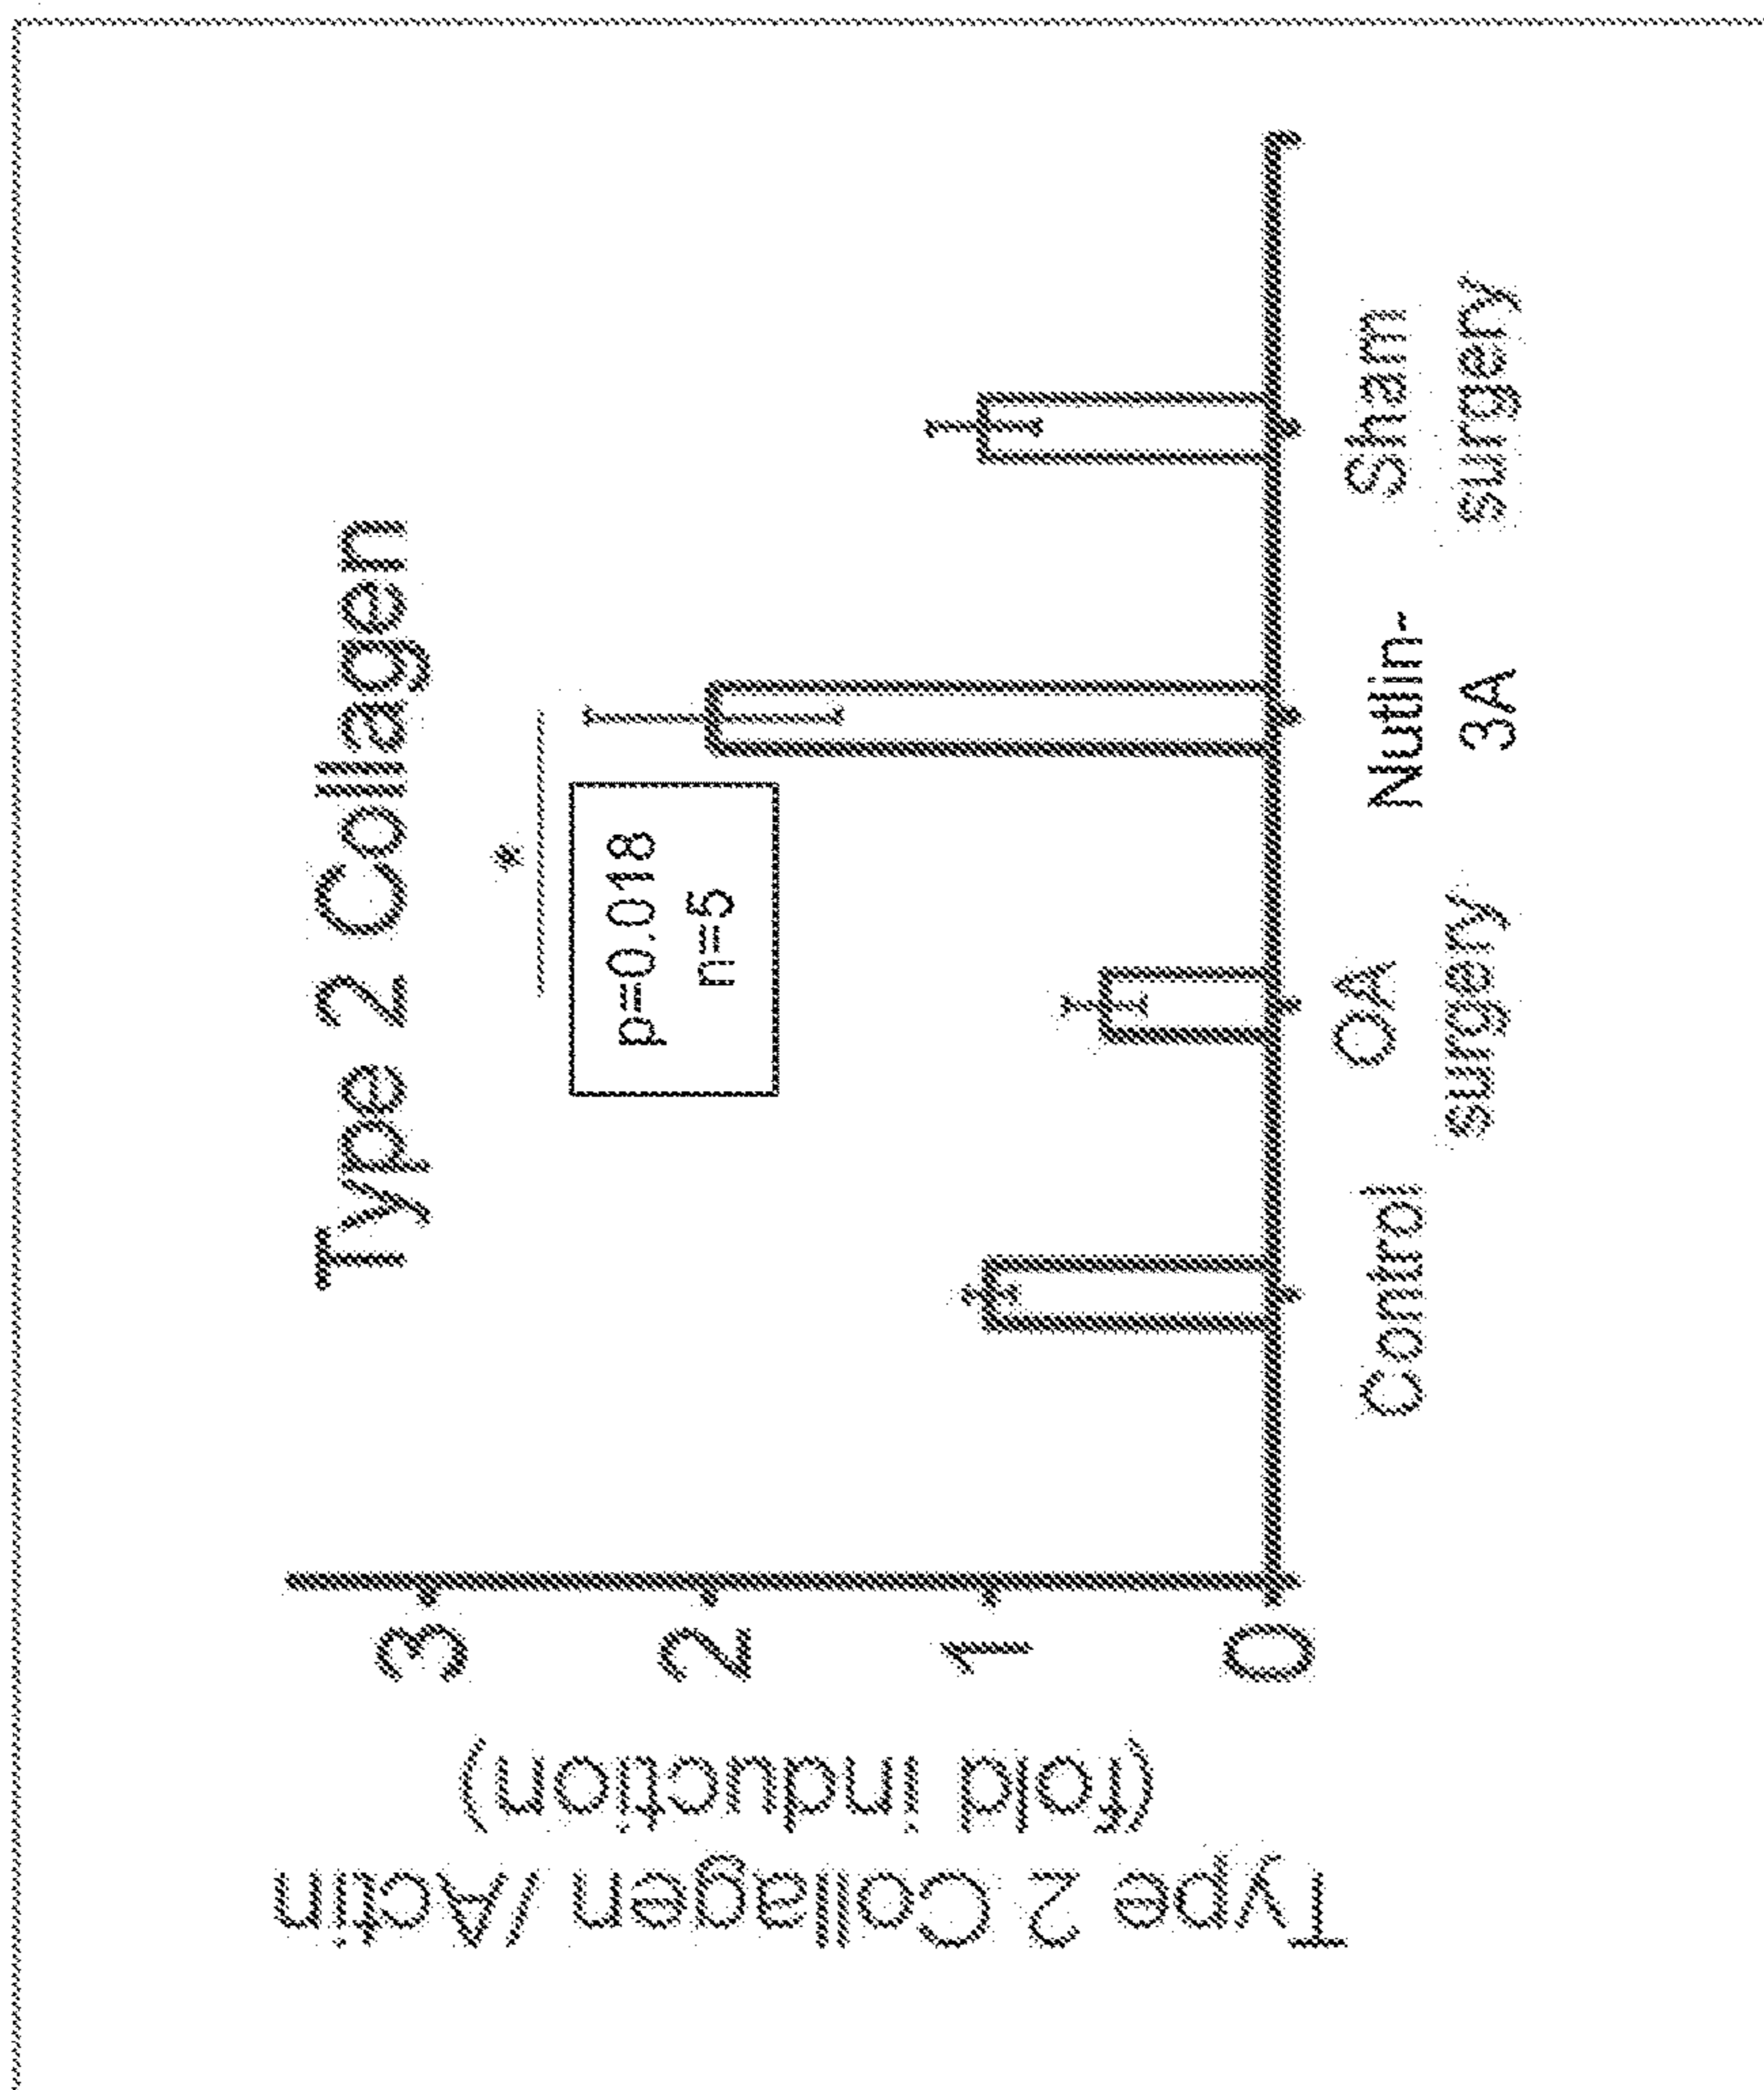 Type 2 Collagen
*
p=0.018
n=5
Type 2 Collagen /Actin
(fold induction)
3
2
1
0
Control
OA
surgery
Nutlin-
3A
Sham
surgery